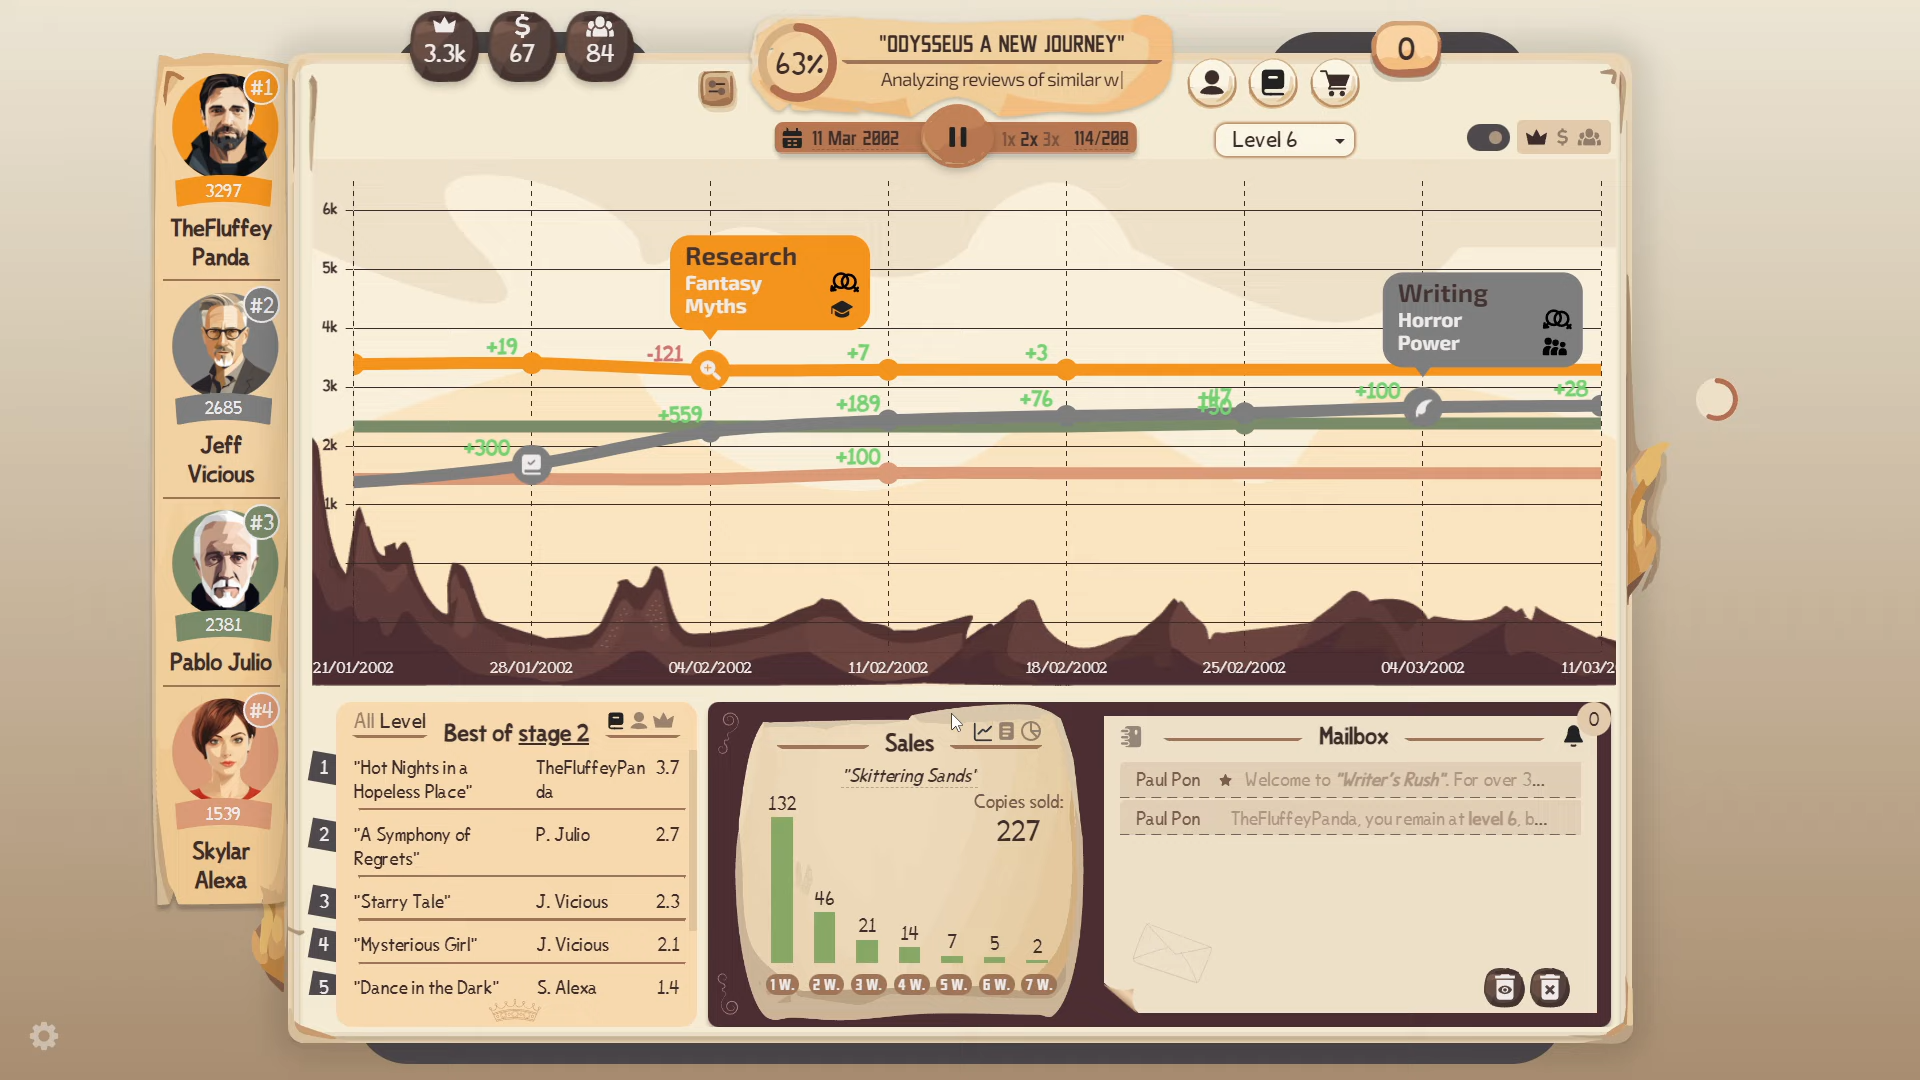 3.3k
67
84
63%
"ODYSSEUS A NEW JOURNEY"
Analyzing reviews of similar w|
0
11 Mar 2002
1x 2x 3x
114/208
Level 6
#1
3297
TheFluffey
Panda
#2
2685
Jeff
Vicious
#3
2381
Pablo Julio
#4
1539
Skylar
Alexa
6k
5k
4k
3k
2k
1k
0
Research
Fantasy
Myths
Writing
Horror
Power
+19
-121
+7
+3
+300
+559
+189
+76
+47
+50
+100
+28
+100
21/01/2002
28/01/2002
04/02/2002
11/02/2002
18/02/2002
25/02/2002
04/03/2002
11/03/2
All Level
Best of stage 2
1 "Hot Nights in a Hopeless Place" TheFluffeyPanda 3.7
2 "A Symphony of Regrets" P. Julio 2.7
3 "Starry Tale" J. Vicious 2.3
4 "Mysterious Girl" J. Vicious 2.1
5 "Dance in the Dark" S. Alexa 1.4
Sales
"Skittering Sands'
Copies sold:
227
132
46
21
14
7
5
2
1 W. 2 W. 3 W. 4 W. 5 W. 6 W. 7 W.
Mailbox
0
Paul Pon ★ Welcome to "Writer's Rush". For over 3...
Paul Pon TheFluffeyPanda, you remain at level 6, b...